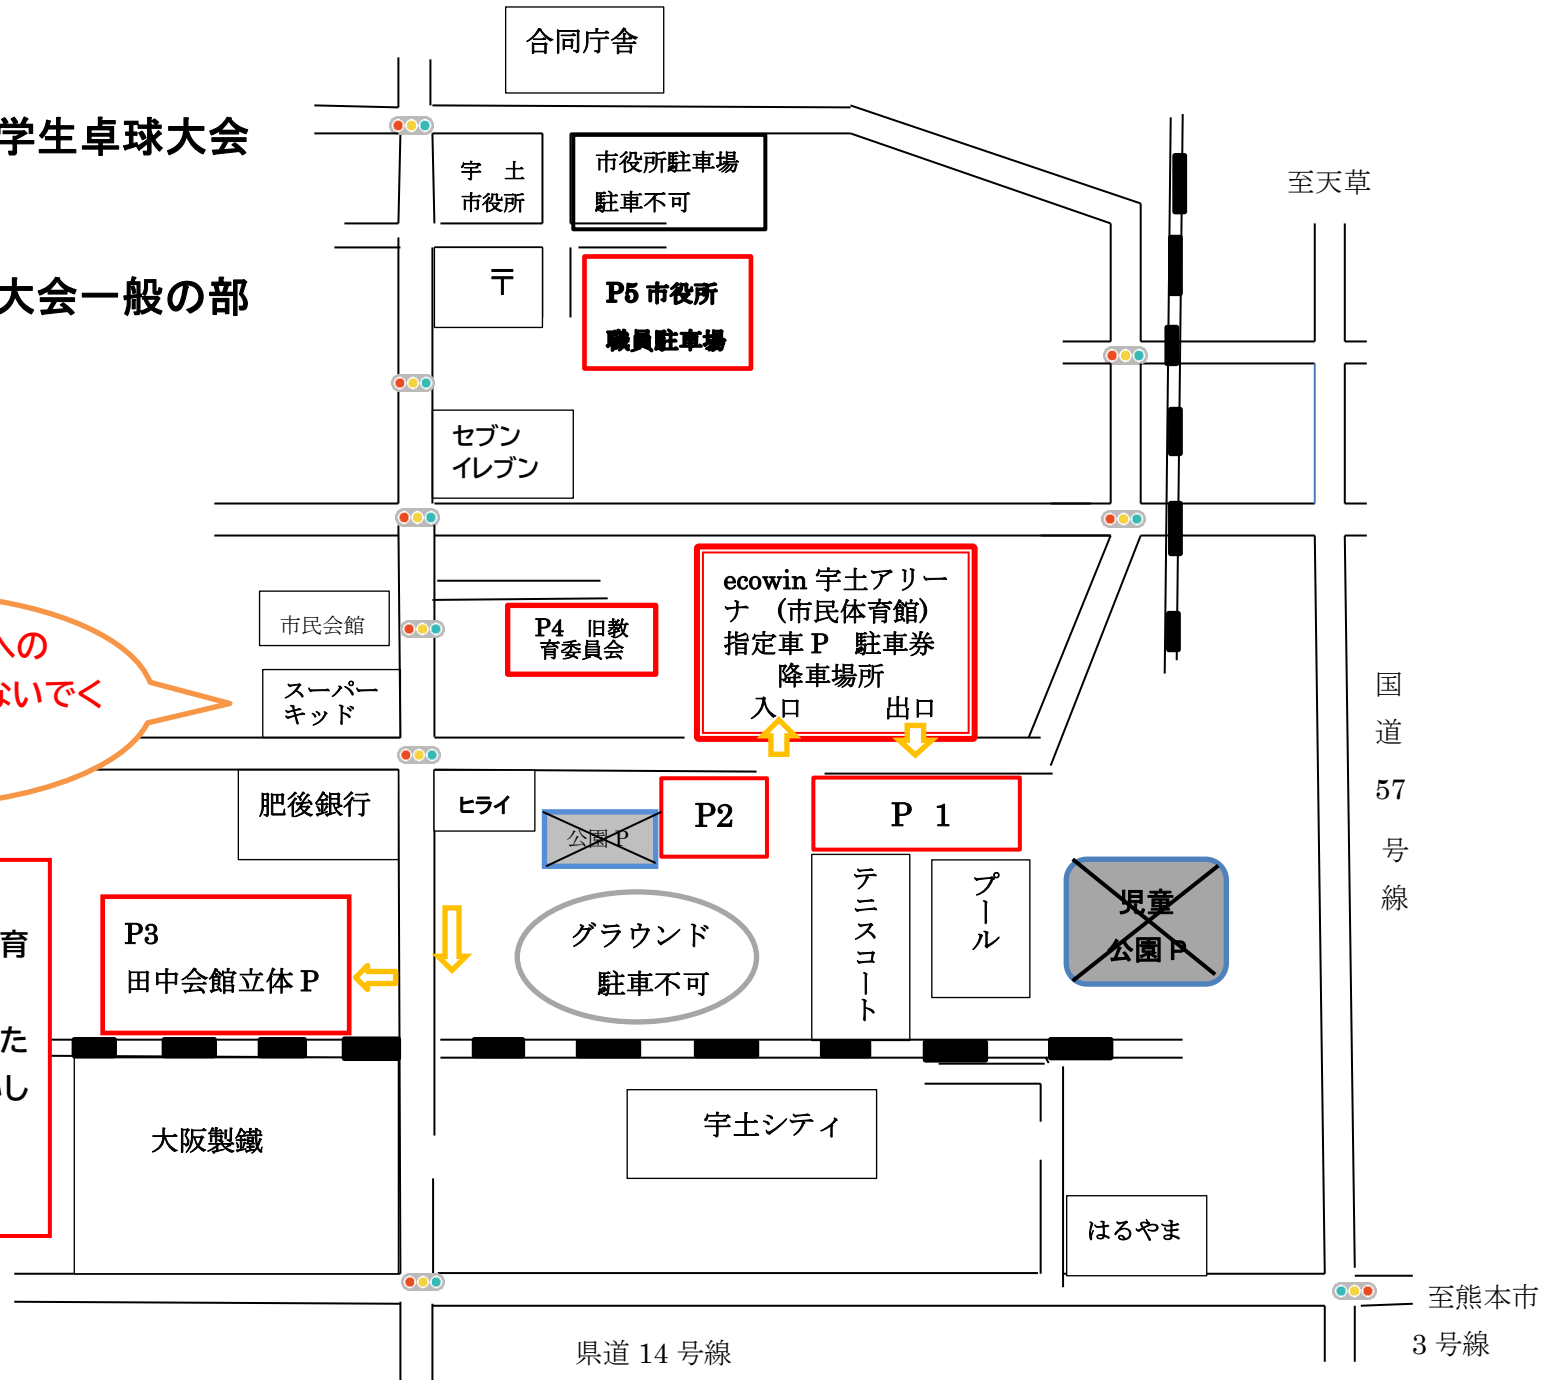 合同庁舎
学生卓球大会
宇　土
市役所
市役所駐車場
駐車不可
至天草
大会一般の部
〒
P5 市役所
職員駐車場
セブン
イレブン
ecowin 宇土アリー
ナ　(市民体育館)
指定車 P　駐車券
降車場所
入口　出口
P4　旧教
育委員会
市民会館
への
ないでく
スーパー
キッド
国
道
57
号
線
肥後銀行
ヒライ
公園 P
P2
P 1
テニスコート
プール
児童
公園 P
P3
田中会館立体 P
グラウンド
駐車不可
育
た
し
大阪製鐵
宇土シティ
はるやま
至熊本市
3 号線
県道 14 号線